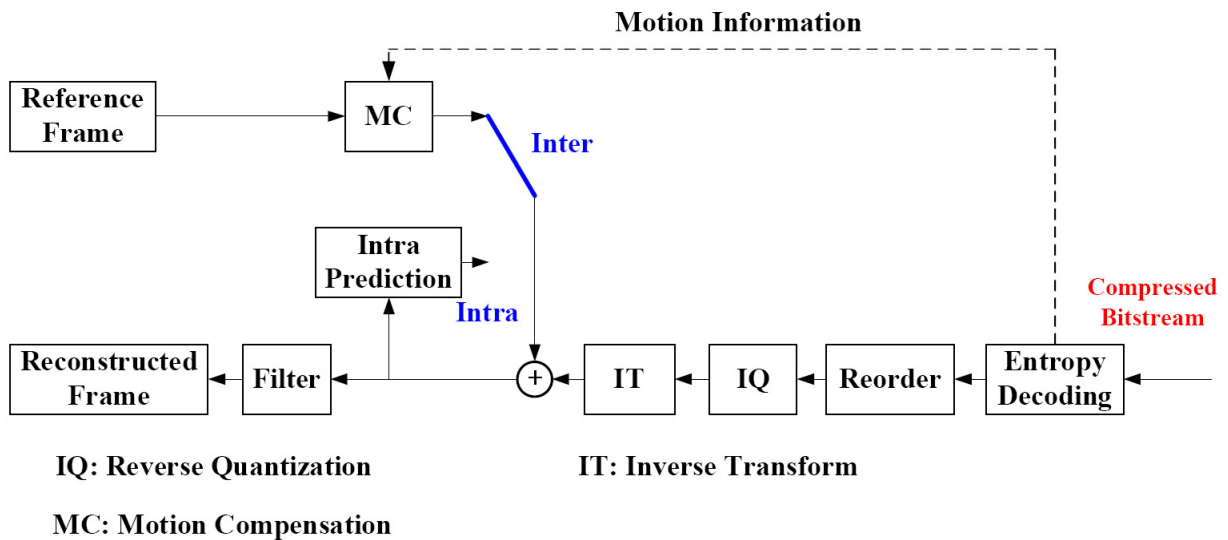 Motion Information
Reference
Frame
MC
Inter
Intra
Prediction
Intra
Compressed
Bitstream
Reconstructed
Frame
Filter
+
IT
IQ
Reorder
Entropy
Decoding
IQ: Reverse Quantization
IT: Inverse Transform
MC: Motion Compensation